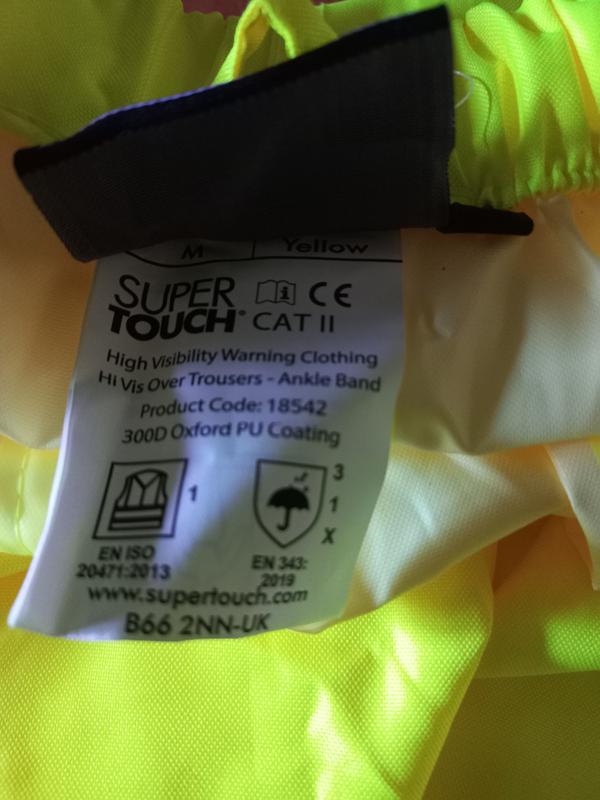 M Yellow
SUPER TOUCH® CE
CAT II
High Visibility Warning Clothing
Hi Vis Over Trousers - Ankle Band
Product Code: 18542
300D Oxford PU Coating
1
3
1
X
EN ISO
20471:2013
EN 343:
2019
www.supertouch.com
B66 2NN-UK